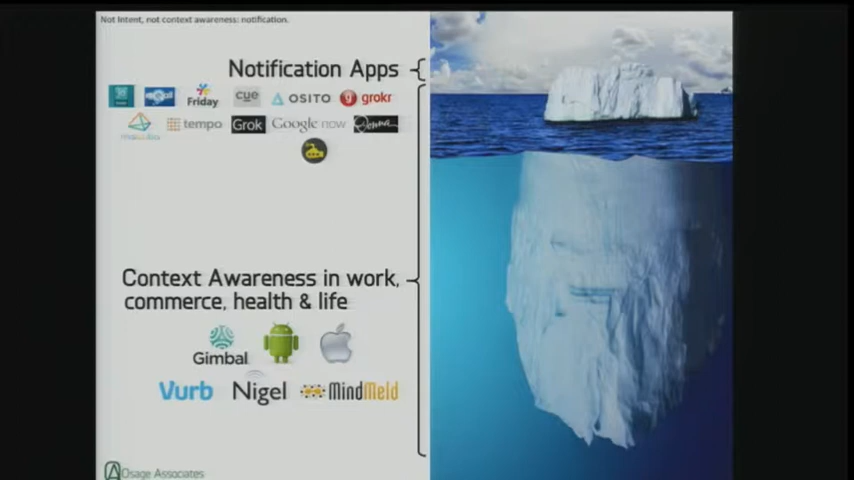 Not Intent, not context awareness: notification.
Notification Apps
Friday cue OSITO grokr
tempo Grok Google now Donna
Context Awareness in work,
commerce, health & life
Gimbal
Vurb Nigel MindMeld
Osage Associates